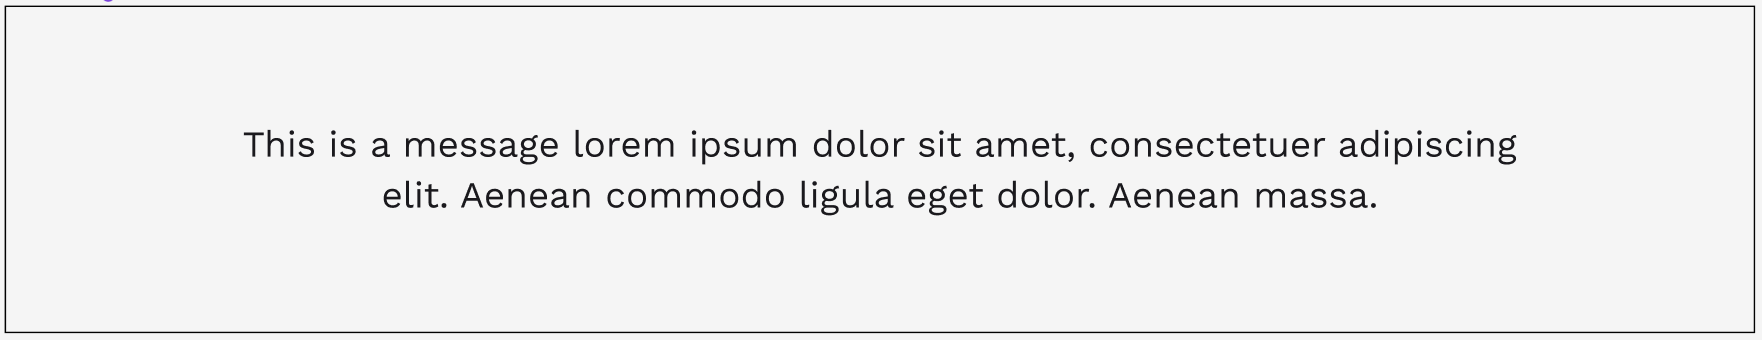 This is a message lorem ipsum dolor sit amet, consectetuer adipiscing
elit. Aenean commodo ligula eget dolor. Aenean massa.